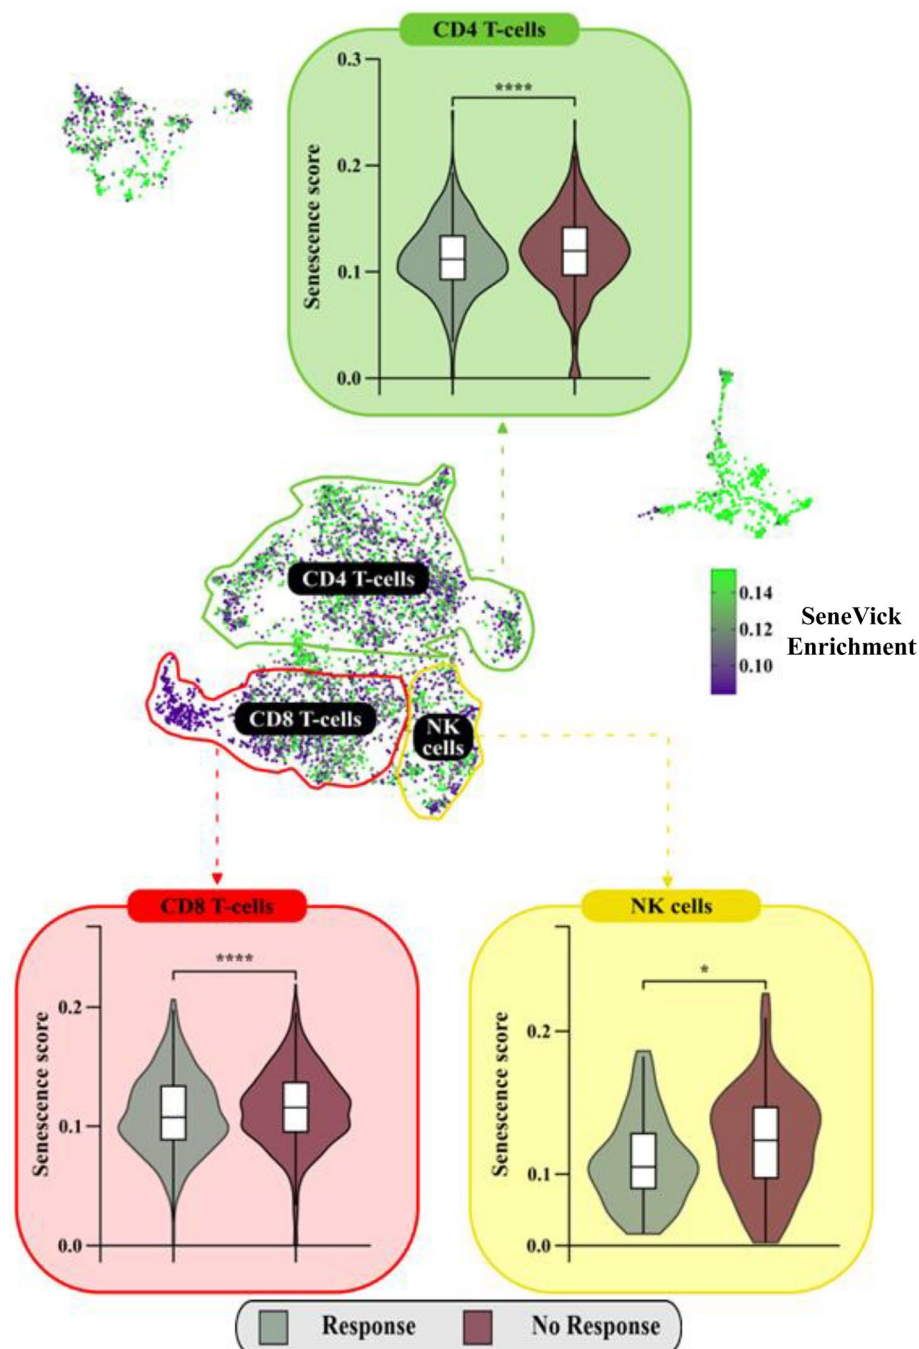 CD4 T-cells
0.3
****
0.2
0.1
0.0
Senescence score
CD4 T-cells
0.14
0.12
0.10
SeneVick
Enrichment
CD8 T-cells
NK
cells
CD8 T-cells
****
0.2
0.1
0.0
Senescence score
NK cells
*
0.2
0.1
0.0
Senescence score
Response
No Response